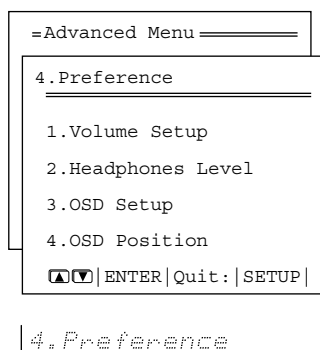 =Advanced Menu
4.Preference
1.Volume Setup
2.Headphones Level
3.OSD Setup
4.OSD Position
▲▼|ENTER|Quit:|SETUP|
4.Preference